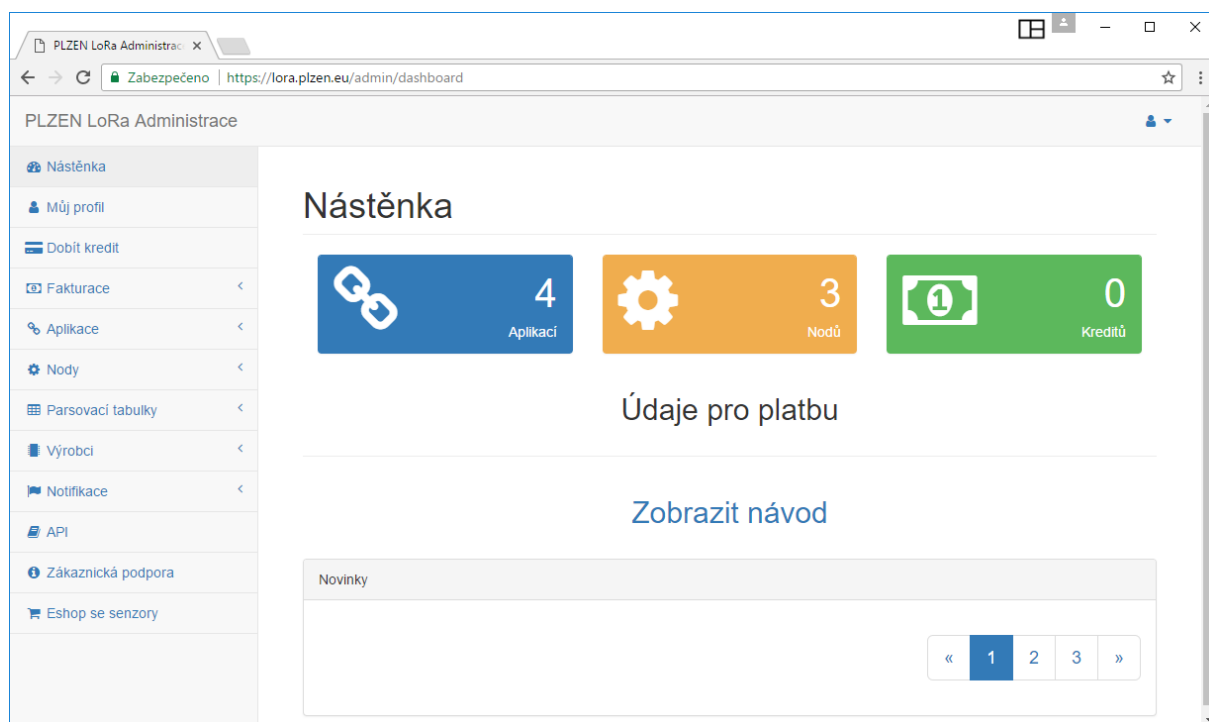 PLZEN LoRa Administrac
Zabezpečeno | https://lora.plzen.eu/admin/dashboard
PLZEN LoRa Administrace
Nástěnka
Můj profil
Dobít kredit
Fakturace
Aplikace
Nody
Parsovací tabulky
Výrobci
Notifikace
API
Zákaznická podpora
Eshop se senzory
Nástěnka
4
Aplikací
3
Nodů
1
0
Kreditů
Údaje pro platbu
Zobrazit návod
Novinky
« 1 2 3 »